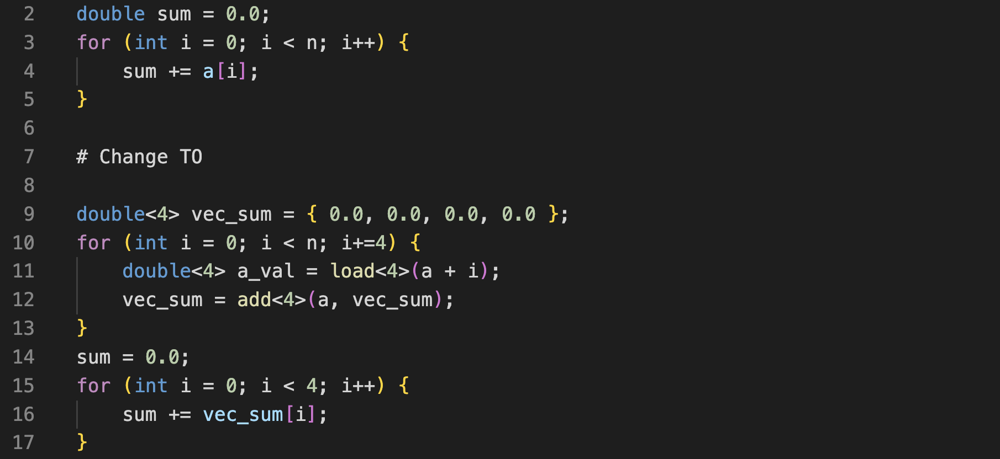 2 double sum = 0.0;
3 for (int i = 0; i < n; i++) {
4 sum += a[i];
5 }
6
7 # Change TO
8
9 double<4> vec_sum = { 0.0, 0.0, 0.0, 0.0 };
10 for (int i = 0; i < n; i+=4) {
11 double<4> a_val = load<4>(a + i);
12 vec_sum = add<4>(a, vec_sum);
13 }
14 sum = 0.0;
15 for (int i = 0; i < 4; i++) {
16 sum += vec_sum[i];
17 }